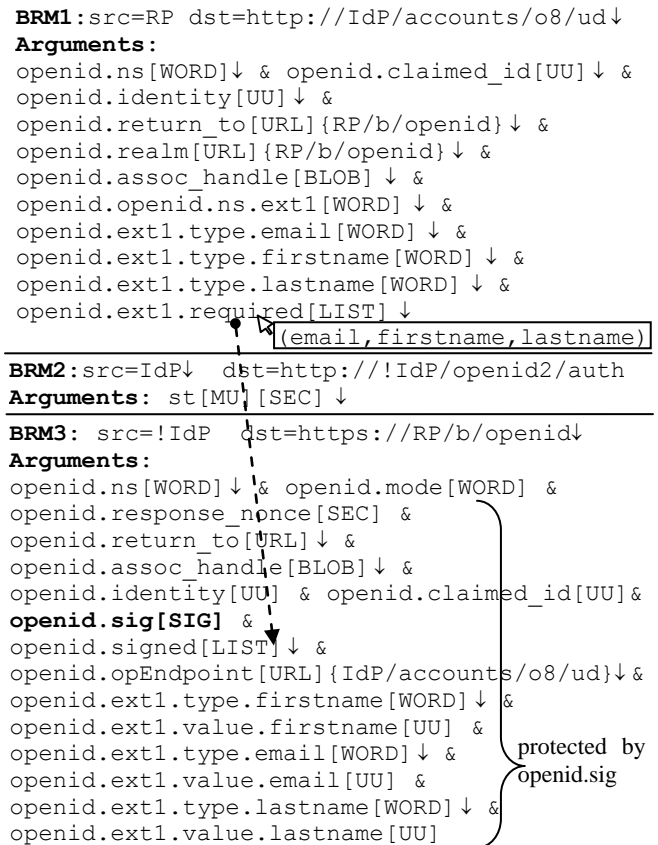 BRM1:src=RP dst=http://IdP/accounts/o8/ud↓
Arguments:
openid.ns[WORD]↓ & openid.claimed_id[UU]↓ &
openid.identity[UU]↓ &
openid.return_to[URL]{RP/b/openid}↓ &
openid.realm[URL]{RP/b/openid}↓ &
openid.assoc_handle[BLOB] ↓ &
openid.openid.ns.ext1[WORD] ↓ &
openid.ext1.type.email[WORD] ↓ &
openid.ext1.type.firstname[WORD] ↓ &
openid.ext1.type.lastname[WORD] ↓ &
openid.ext1.required[LIST] ↓
(email,firstname,lastname)
BRM2:src=IdP↓ dst=http://!IdP/openid2/auth
Arguments: st[MU][SEC] ↓
BRM3: src=!IdP dst=https://RP/b/openid↓
Arguments:
openid.ns[WORD]↓ & openid.mode[WORD] &
openid.response_nonce[SEC] &
openid.return_to[URL]↓ &
openid.assoc_handle[BLOB]↓ &
openid.identity[UU] & openid.claimed_id[UU]&
openid.sig[SIG] &
openid.signed[LIST]↓ &
openid.opEndpoint[URL]{IdP/accounts/o8/ud}↓&
openid.ext1.type.firstname[WORD]↓ &
openid.ext1.value.firstname[UU] &
openid.ext1.type.email[WORD]↓ &
openid.ext1.value.email[UU] &
openid.ext1.type.lastname[WORD]↓ &
openid.ext1.value.lastname[UU]
protected by
openid.sig